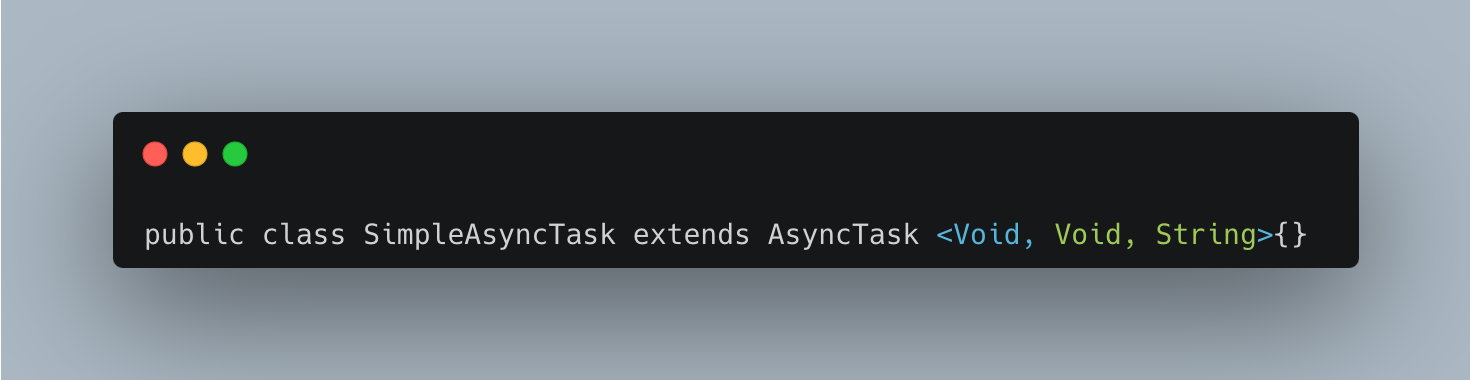 public class SimpleAsyncTask extends AsyncTask <Void, Void, String>{}